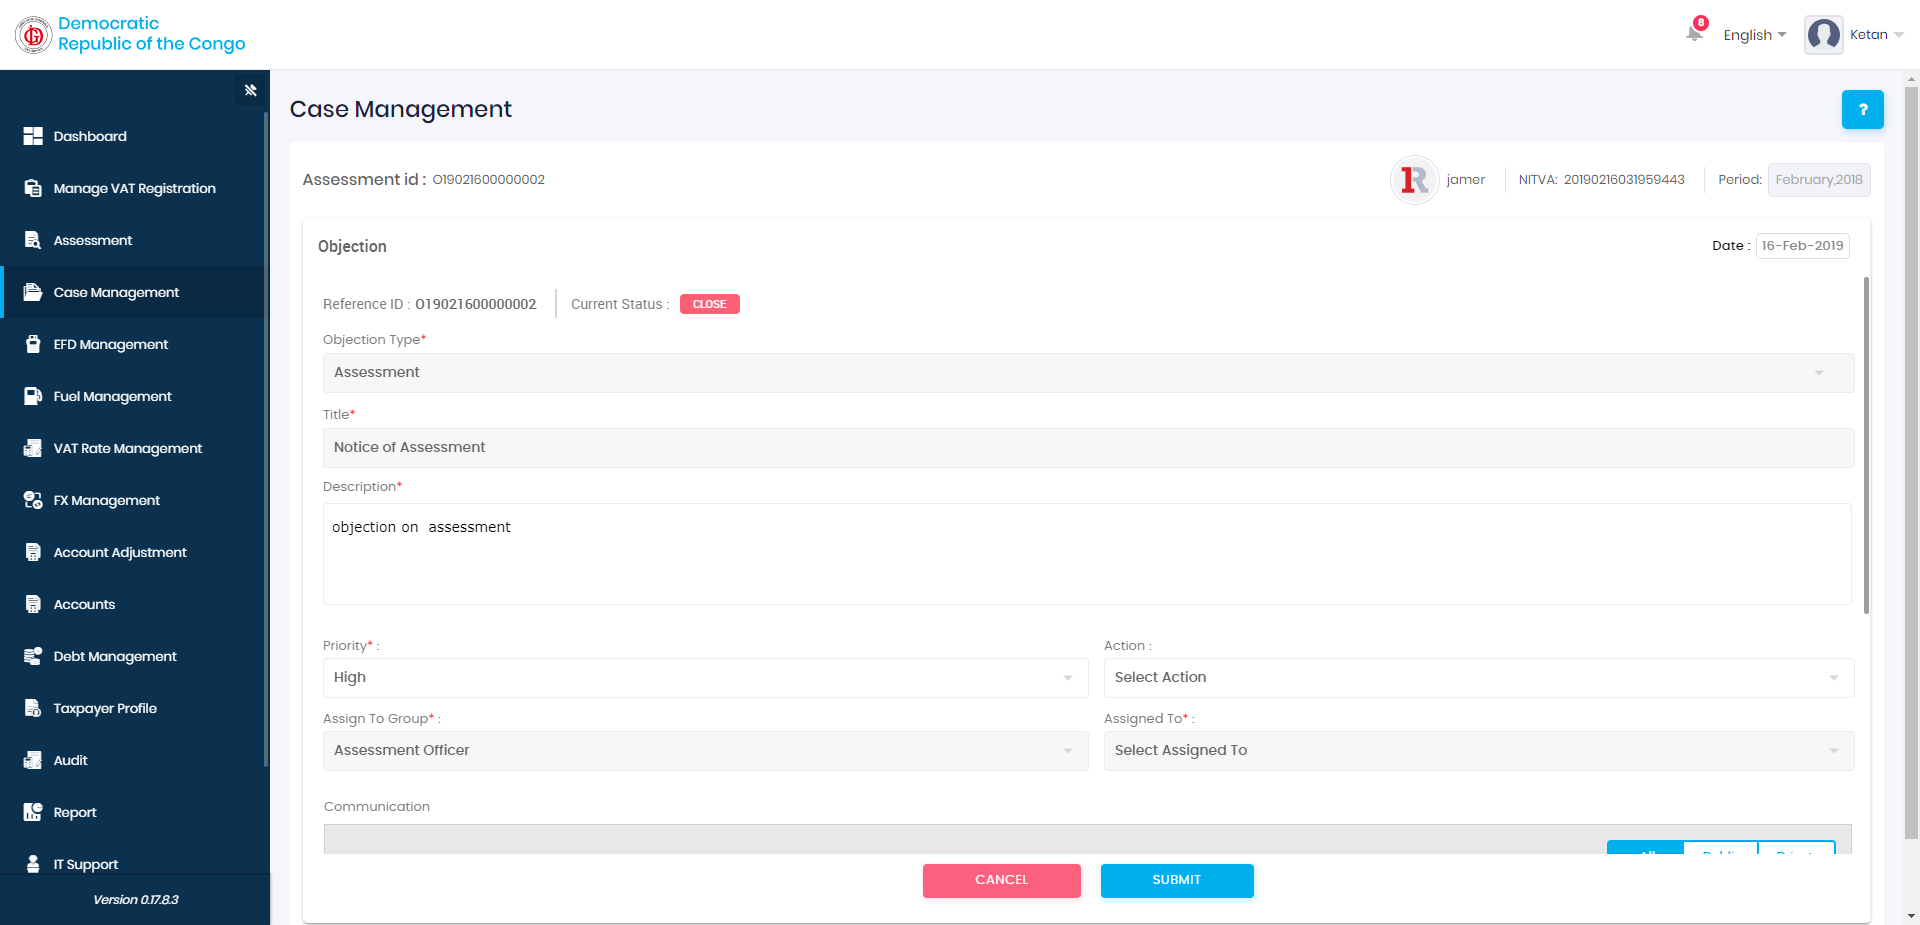 Democratic
Republic of the Congo
8
English
Ketan
Dashboard
Manage VAT Registration
Assessment
Case Management
EFD Management
Fuel Management
VAT Rate Management
FX Management
Account Adjustment
Accounts
Debt Management
Taxpayer Profile
Audit
Report
IT Support
Version 0.17.8.3
Case Management
?
Assessment id : O19021600000002
jamer
NITVA: 20190216031959443
Period: February,2018
Objection
Date : 16-Feb-2019
Reference ID : O19021600000002
Current Status : CLOSE
Objection Type*
Assessment
Title*
Notice of Assessment
Description*
objection on  assessment
Priority* :
High
Action :
Select Action
Assign To Group* :
Assessment Officer
Assigned To* :
Select Assigned To
Communication
CANCEL
SUBMIT